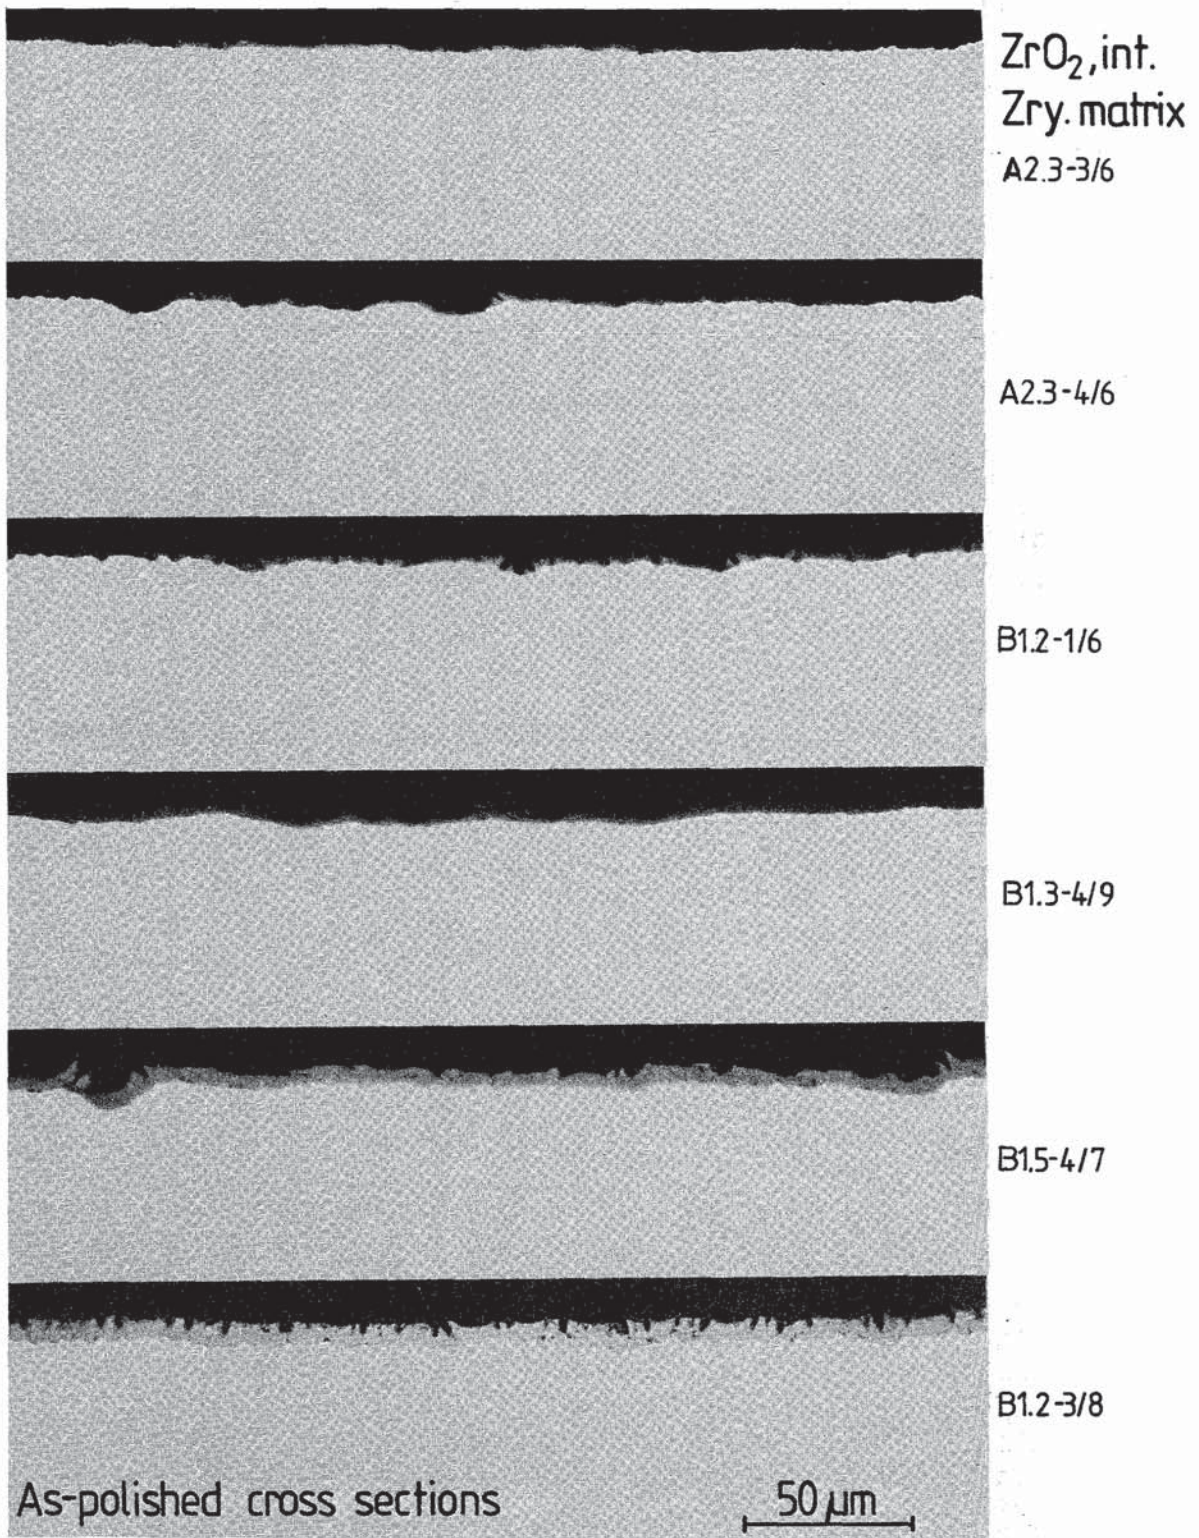 ZrO₂, int.
Zry. matrix
A2.3-3/6
A2.3-4/6
B1.2-1/6
B1.3-4/9
B1.5-4/7
B1.2-3/8
As-polished cross sections
50 µm